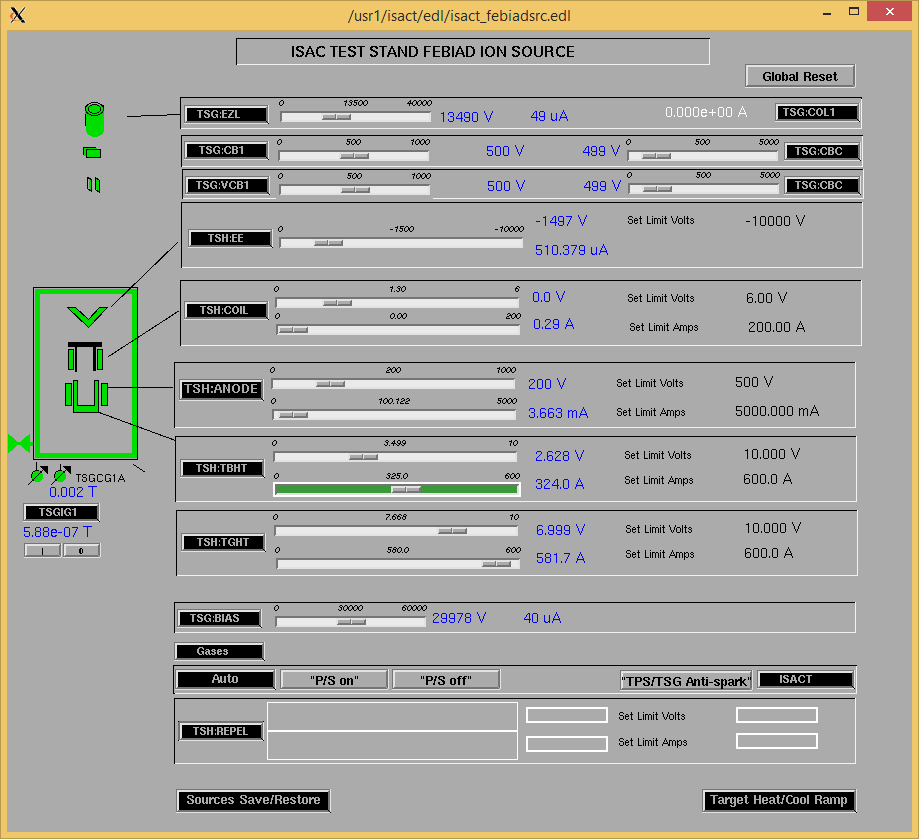 /usr1/isact/edl/isact_febiadsrc.edl
ISAC TEST STAND FEBIAD ION SOURCE
Global Reset
TSG:EZL 0 13500 40000 13490 V 49 uA 0.000e+00 A TSG:COL1
TSG:CB1 0 500 1000 500 V 499 V 0 500 5000 TSG:CBC
TSG:VCB1 0 500 1000 500 V 499 V 0 500 5000 TSG:CBC
TSH:EE 0 -1500 -10000 -1497 V Set Limit Volts -10000 V
510.379 uA
TSH:COIL 0 1.30 6 0.0 V Set Limit Volts 6.00 V
0 0.00 200 0.29 A Set Limit Amps 200.00 A
TSH:ANODE 0 200 1000 200 V Set Limit Volts 500 V
0 100.122 5000 3.663 mA Set Limit Amps 5000.000 mA
TSH:TBHT 0 3.499 10 2.628 V Set Limit Volts 10.000 V
0 325.0 600 324.0 A Set Limit Amps 600.0 A
TSGCG1A
0.002 T
TSGIG1
5.88e-07 T
I 0
TSH:TGHT 0 7.668 10 6.999 V Set Limit Volts 10.000 V
0 580.0 600 581.7 A Set Limit Amps 600.0 A
TSG:BIAS 0 30000 60000 29978 V 40 uA
Gases
Auto "P/S on" "P/S off" "TPS/TSG Anti-spark" ISACT
TSH:REPEL Set Limit Volts
Set Limit Amps
Sources Save/Restore Target Heat/Cool Ramp